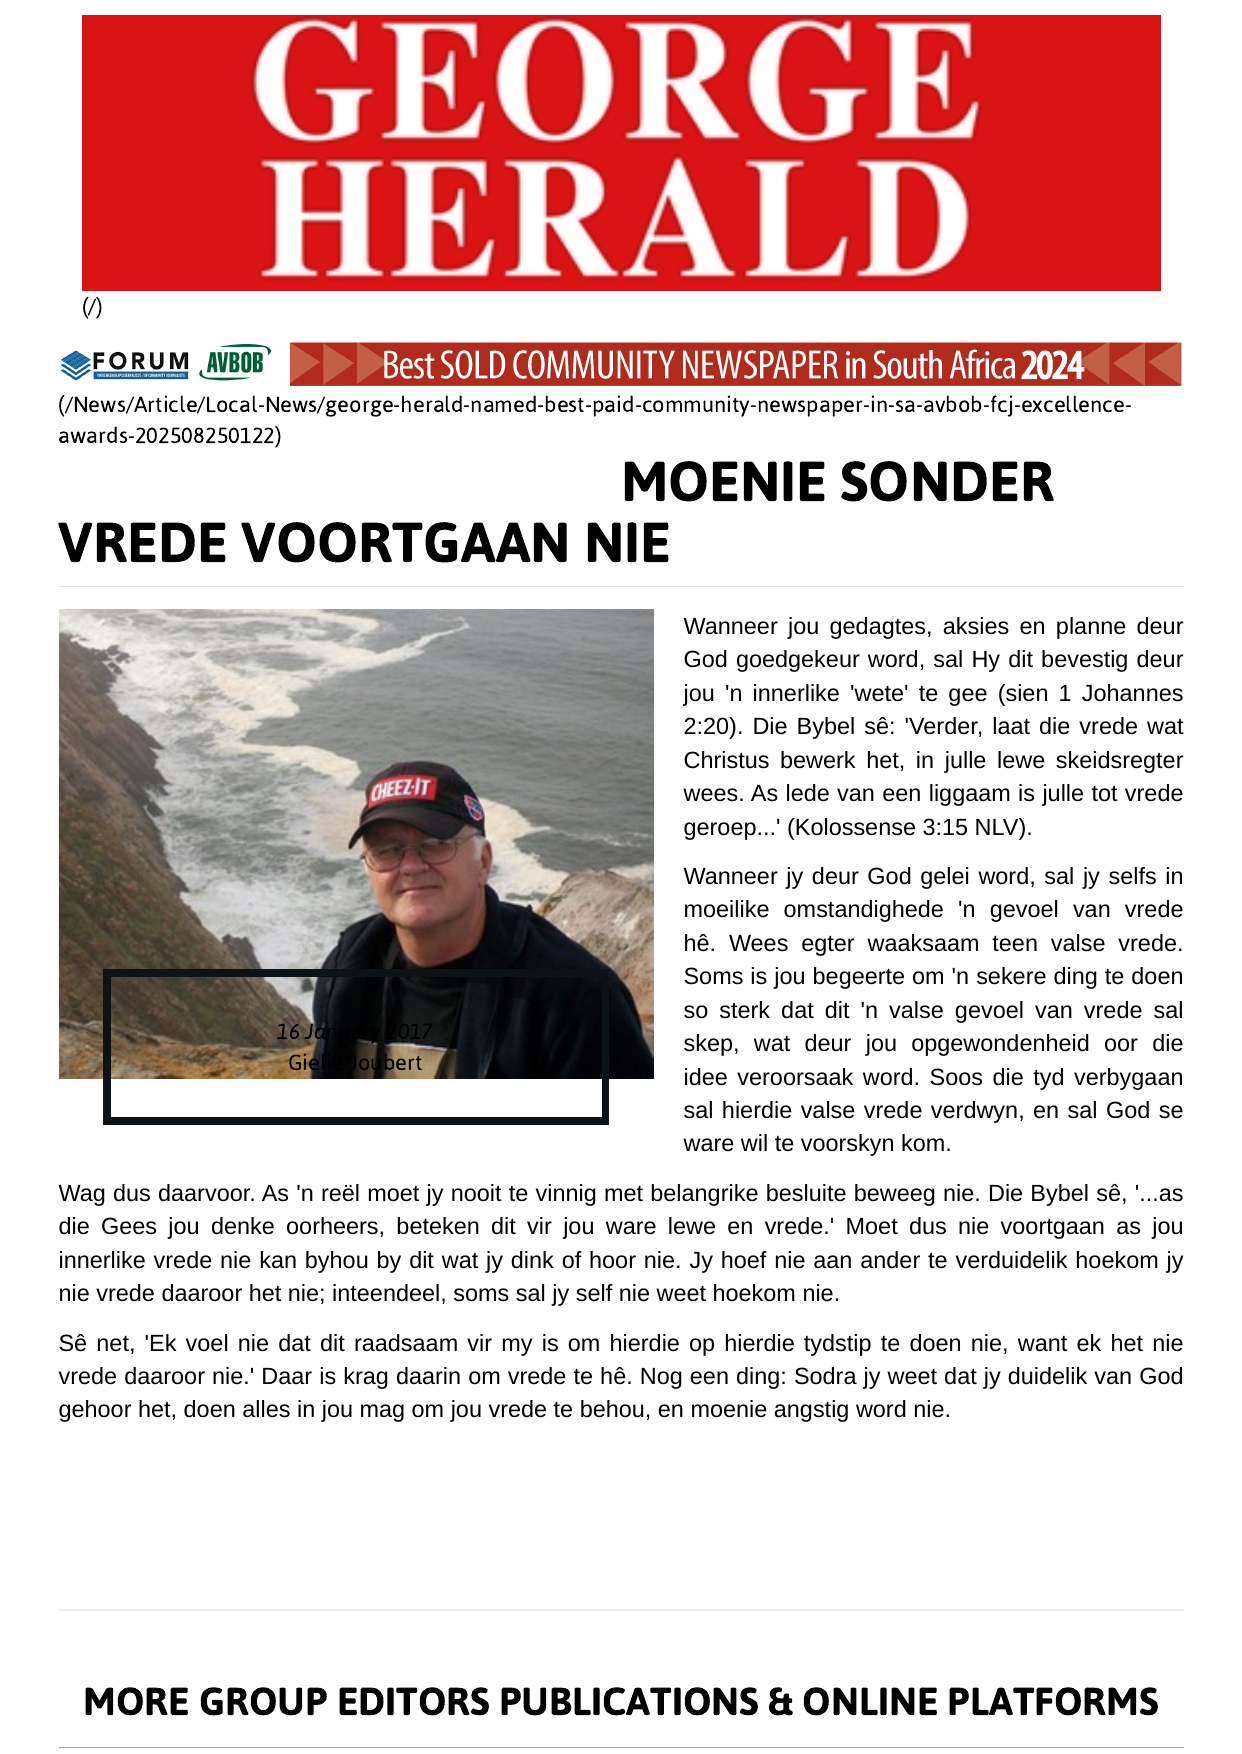 GEORGE
HERALD
(/)
FORUM AVBOB Best SOLD COMMUNITY NEWSPAPER in South Africa 2024
(/News/Article/Local-News/george-herald-named-best-paid-community-newspaper-in-sa-avbob-fcj-excellence-
awards-202508250122)
MOENIE SONDER
VREDE VOORTGAAN NIE
CHEEZ-IT
16 January 2017
Gielie Joubert
Wanneer jou gedagtes, aksies en planne deur
God goedgekeur word, sal Hy dit bevestig deur
jou 'n innerlike 'wete' te gee (sien 1 Johannes
2:20). Die Bybel sê: 'Verder, laat die vrede wat
Christus bewerk het, in julle lewe skeidsregter
wees. As lede van een liggaam is julle tot vrede
geroep...' (Kolossense 3:15 NLV).
Wanneer jy deur God gelei word, sal jy selfs in
moeilike omstandighede 'n gevoel van vrede
hê. Wees egter waaksaam teen valse vrede.
Soms is jou begeerte om 'n sekere ding te doen
so sterk dat dit 'n valse gevoel van vrede sal
skep, wat deur jou opgewondenheid oor die
idee veroorsaak word. Soos die tyd verbygaan
sal hierdie valse vrede verdwyn, en sal God se
ware wil te voorskyn kom.
Wag dus daarvoor. As 'n reël moet jy nooit te vinnig met belangrike besluite beweeg nie. Die Bybel sê, '...as
die Gees jou denke oorheers, beteken dit vir jou ware lewe en vrede.' Moet dus nie voortgaan as jou
innerlike vrede nie kan byhou by dit wat jy dink of hoor nie. Jy hoef nie aan ander te verduidelik hoekom jy
nie vrede daaroor het nie; inteendeel, soms sal jy self nie weet hoekom nie.
Sê net, 'Ek voel nie dat dit raadsaam vir my is om hierdie op hierdie tydstip te doen nie, want ek het nie
vrede daaroor nie.' Daar is krag daarin om vrede te hê. Nog een ding: Sodra jy weet dat jy duidelik van God
gehoor het, doen alles in jou mag om jou vrede te behou, en moenie angstig word nie.
MORE GROUP EDITORS PUBLICATIONS & ONLINE PLATFORMS